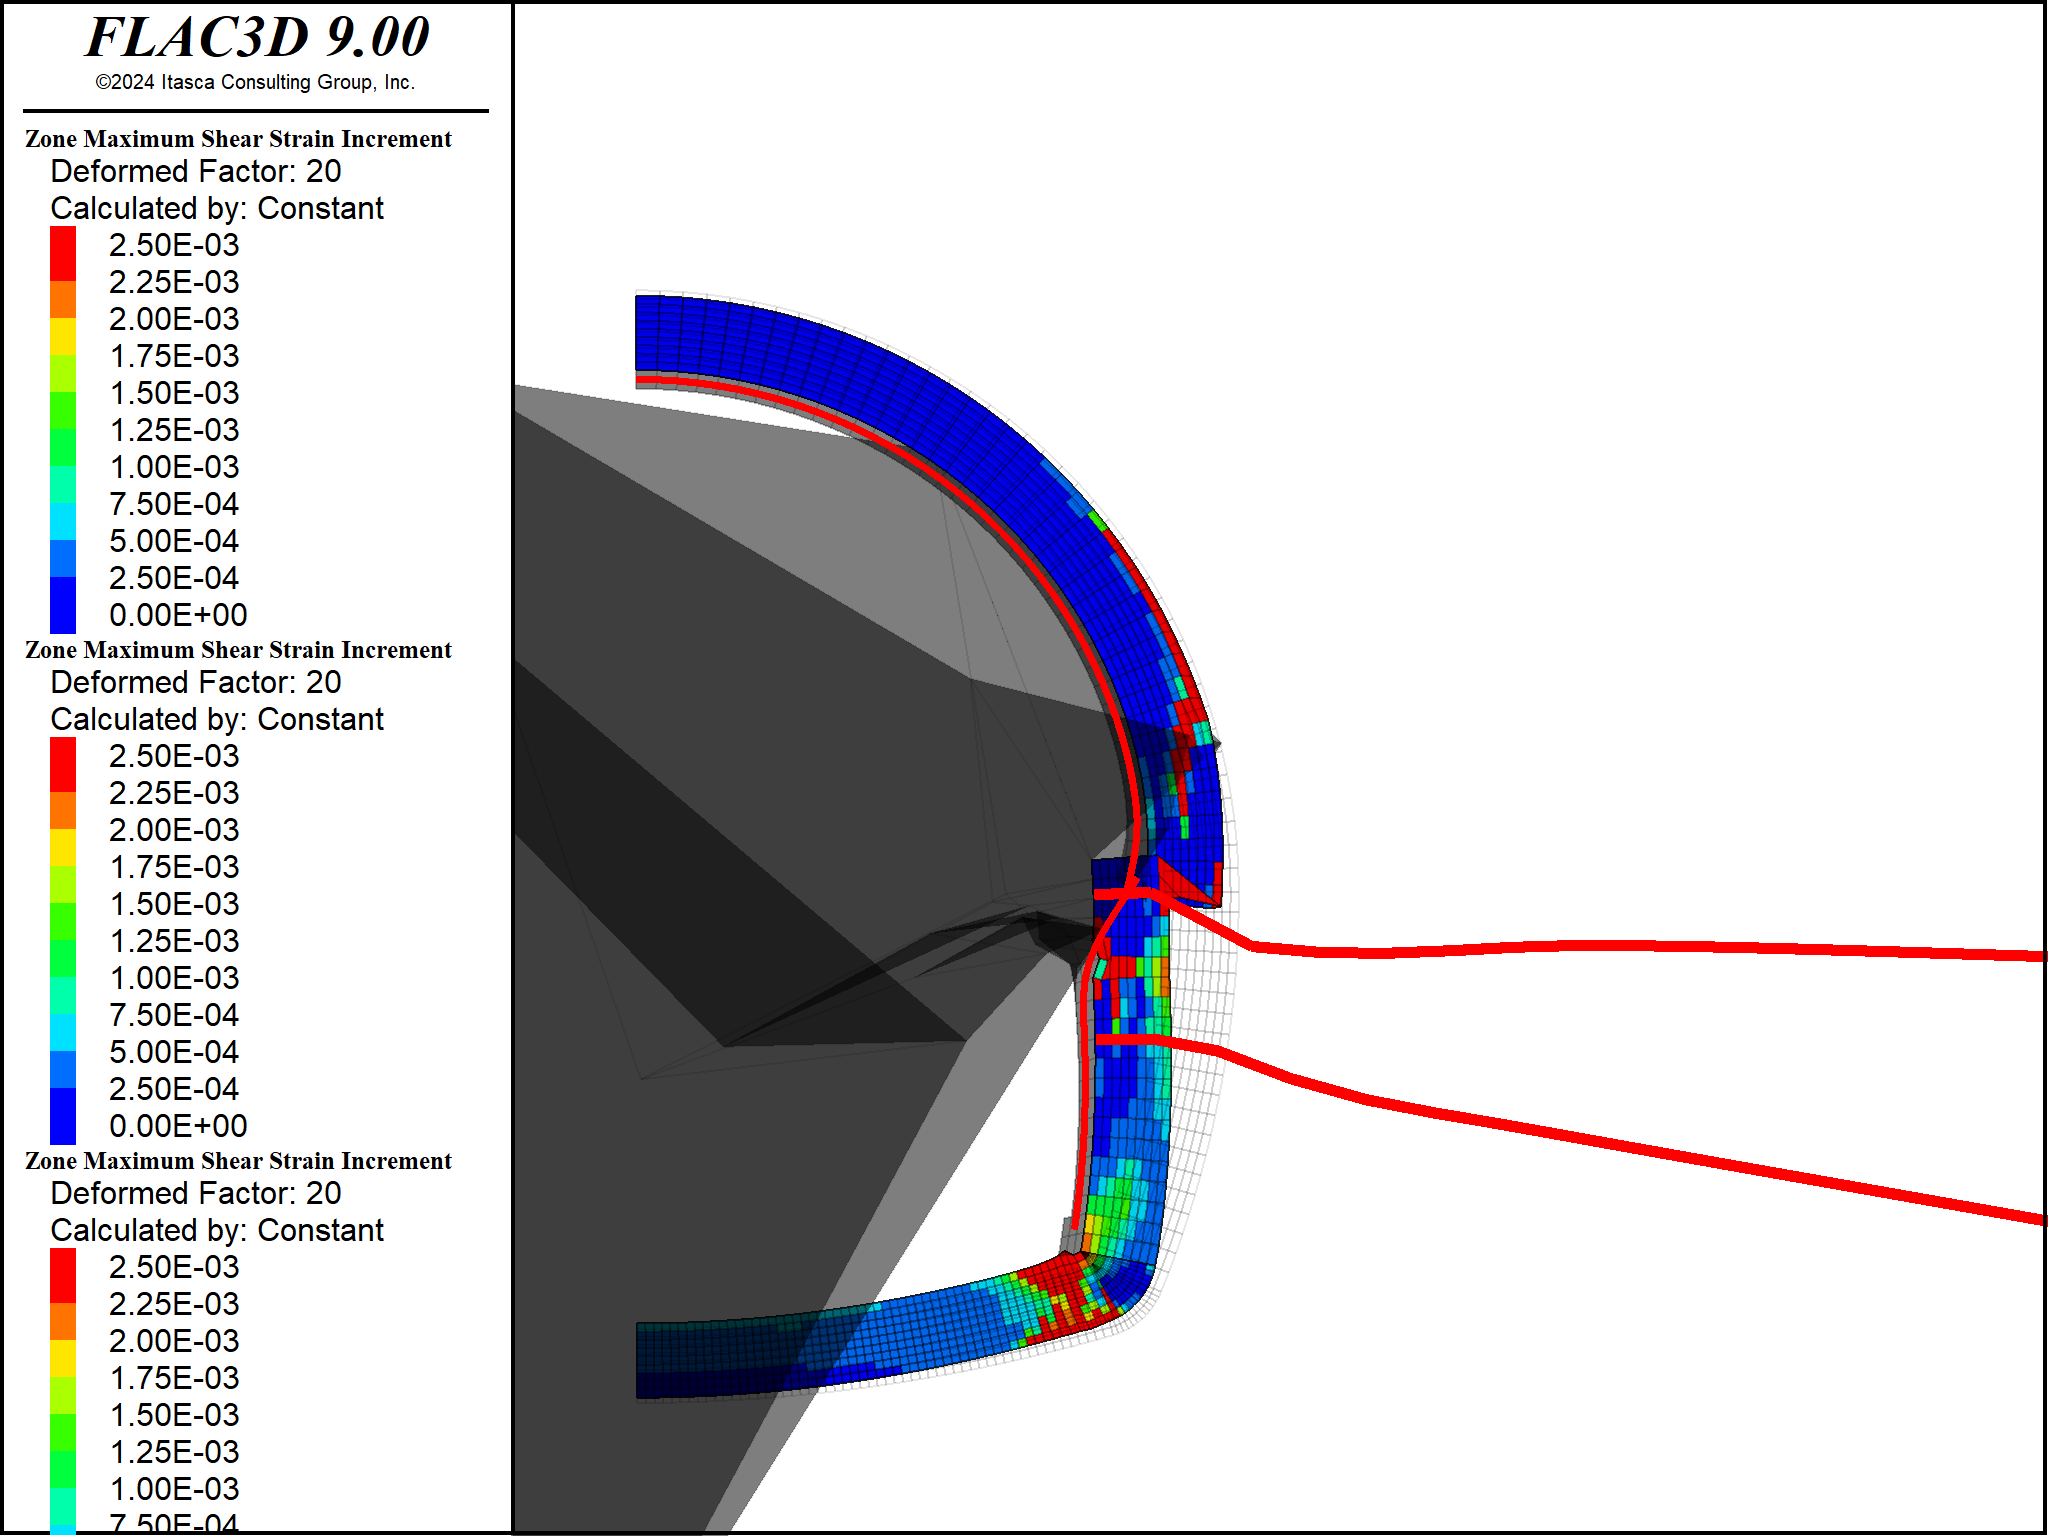 FLAC3D 9.00
©2024 Itasca Consulting Group, Inc.
Zone Maximum Shear Strain Increment
Deformed Factor: 20
Calculated by: Constant
2.50E-03
2.25E-03
2.00E-03
1.75E-03
1.50E-03
1.25E-03
1.00E-03
7.50E-04
5.00E-04
2.50E-04
0.00E+00
Zone Maximum Shear Strain Increment
Deformed Factor: 20
Calculated by: Constant
2.50E-03
2.25E-03
2.00E-03
1.75E-03
1.50E-03
1.25E-03
1.00E-03
7.50E-04
5.00E-04
2.50E-04
0.00E+00
Zone Maximum Shear Strain Increment
Deformed Factor: 20
Calculated by: Constant
2.50E-03
2.25E-03
2.00E-03
1.75E-03
1.50E-03
1.25E-03
1.00E-03
7.50E-04